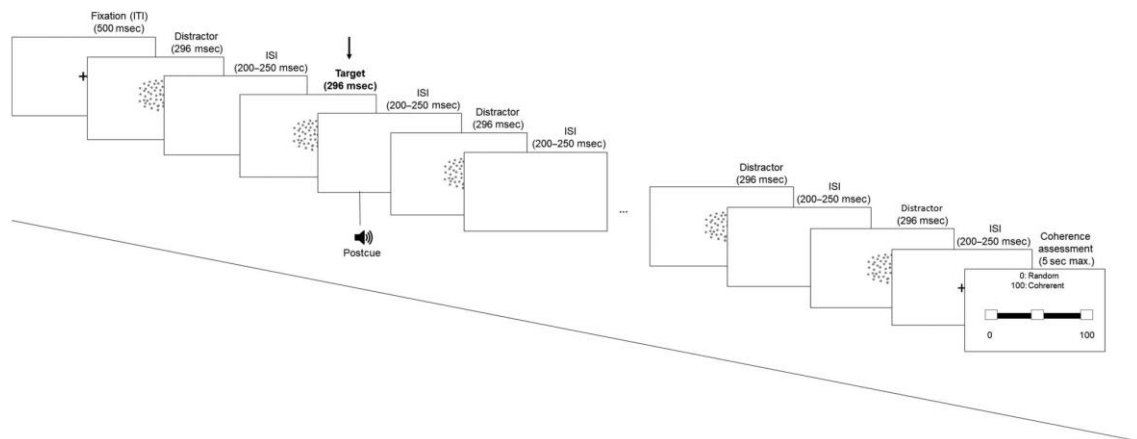 Fixation (ITI)
(500 msec)
Distractor
(296 msec)
ISI
(200–250 msec)
Target
(296 msec)
ISI
(200–250 msec)
Distractor
(296 msec)
ISI
(200–250 msec)
Postcue
...
Distractor
(296 msec)
ISI
(200–250 msec)
Distractor
(296 msec)
ISI
(200–250 msec)
Coherence
assessment
(5 sec max.)
0: Random
100: Cohrerent
0
100